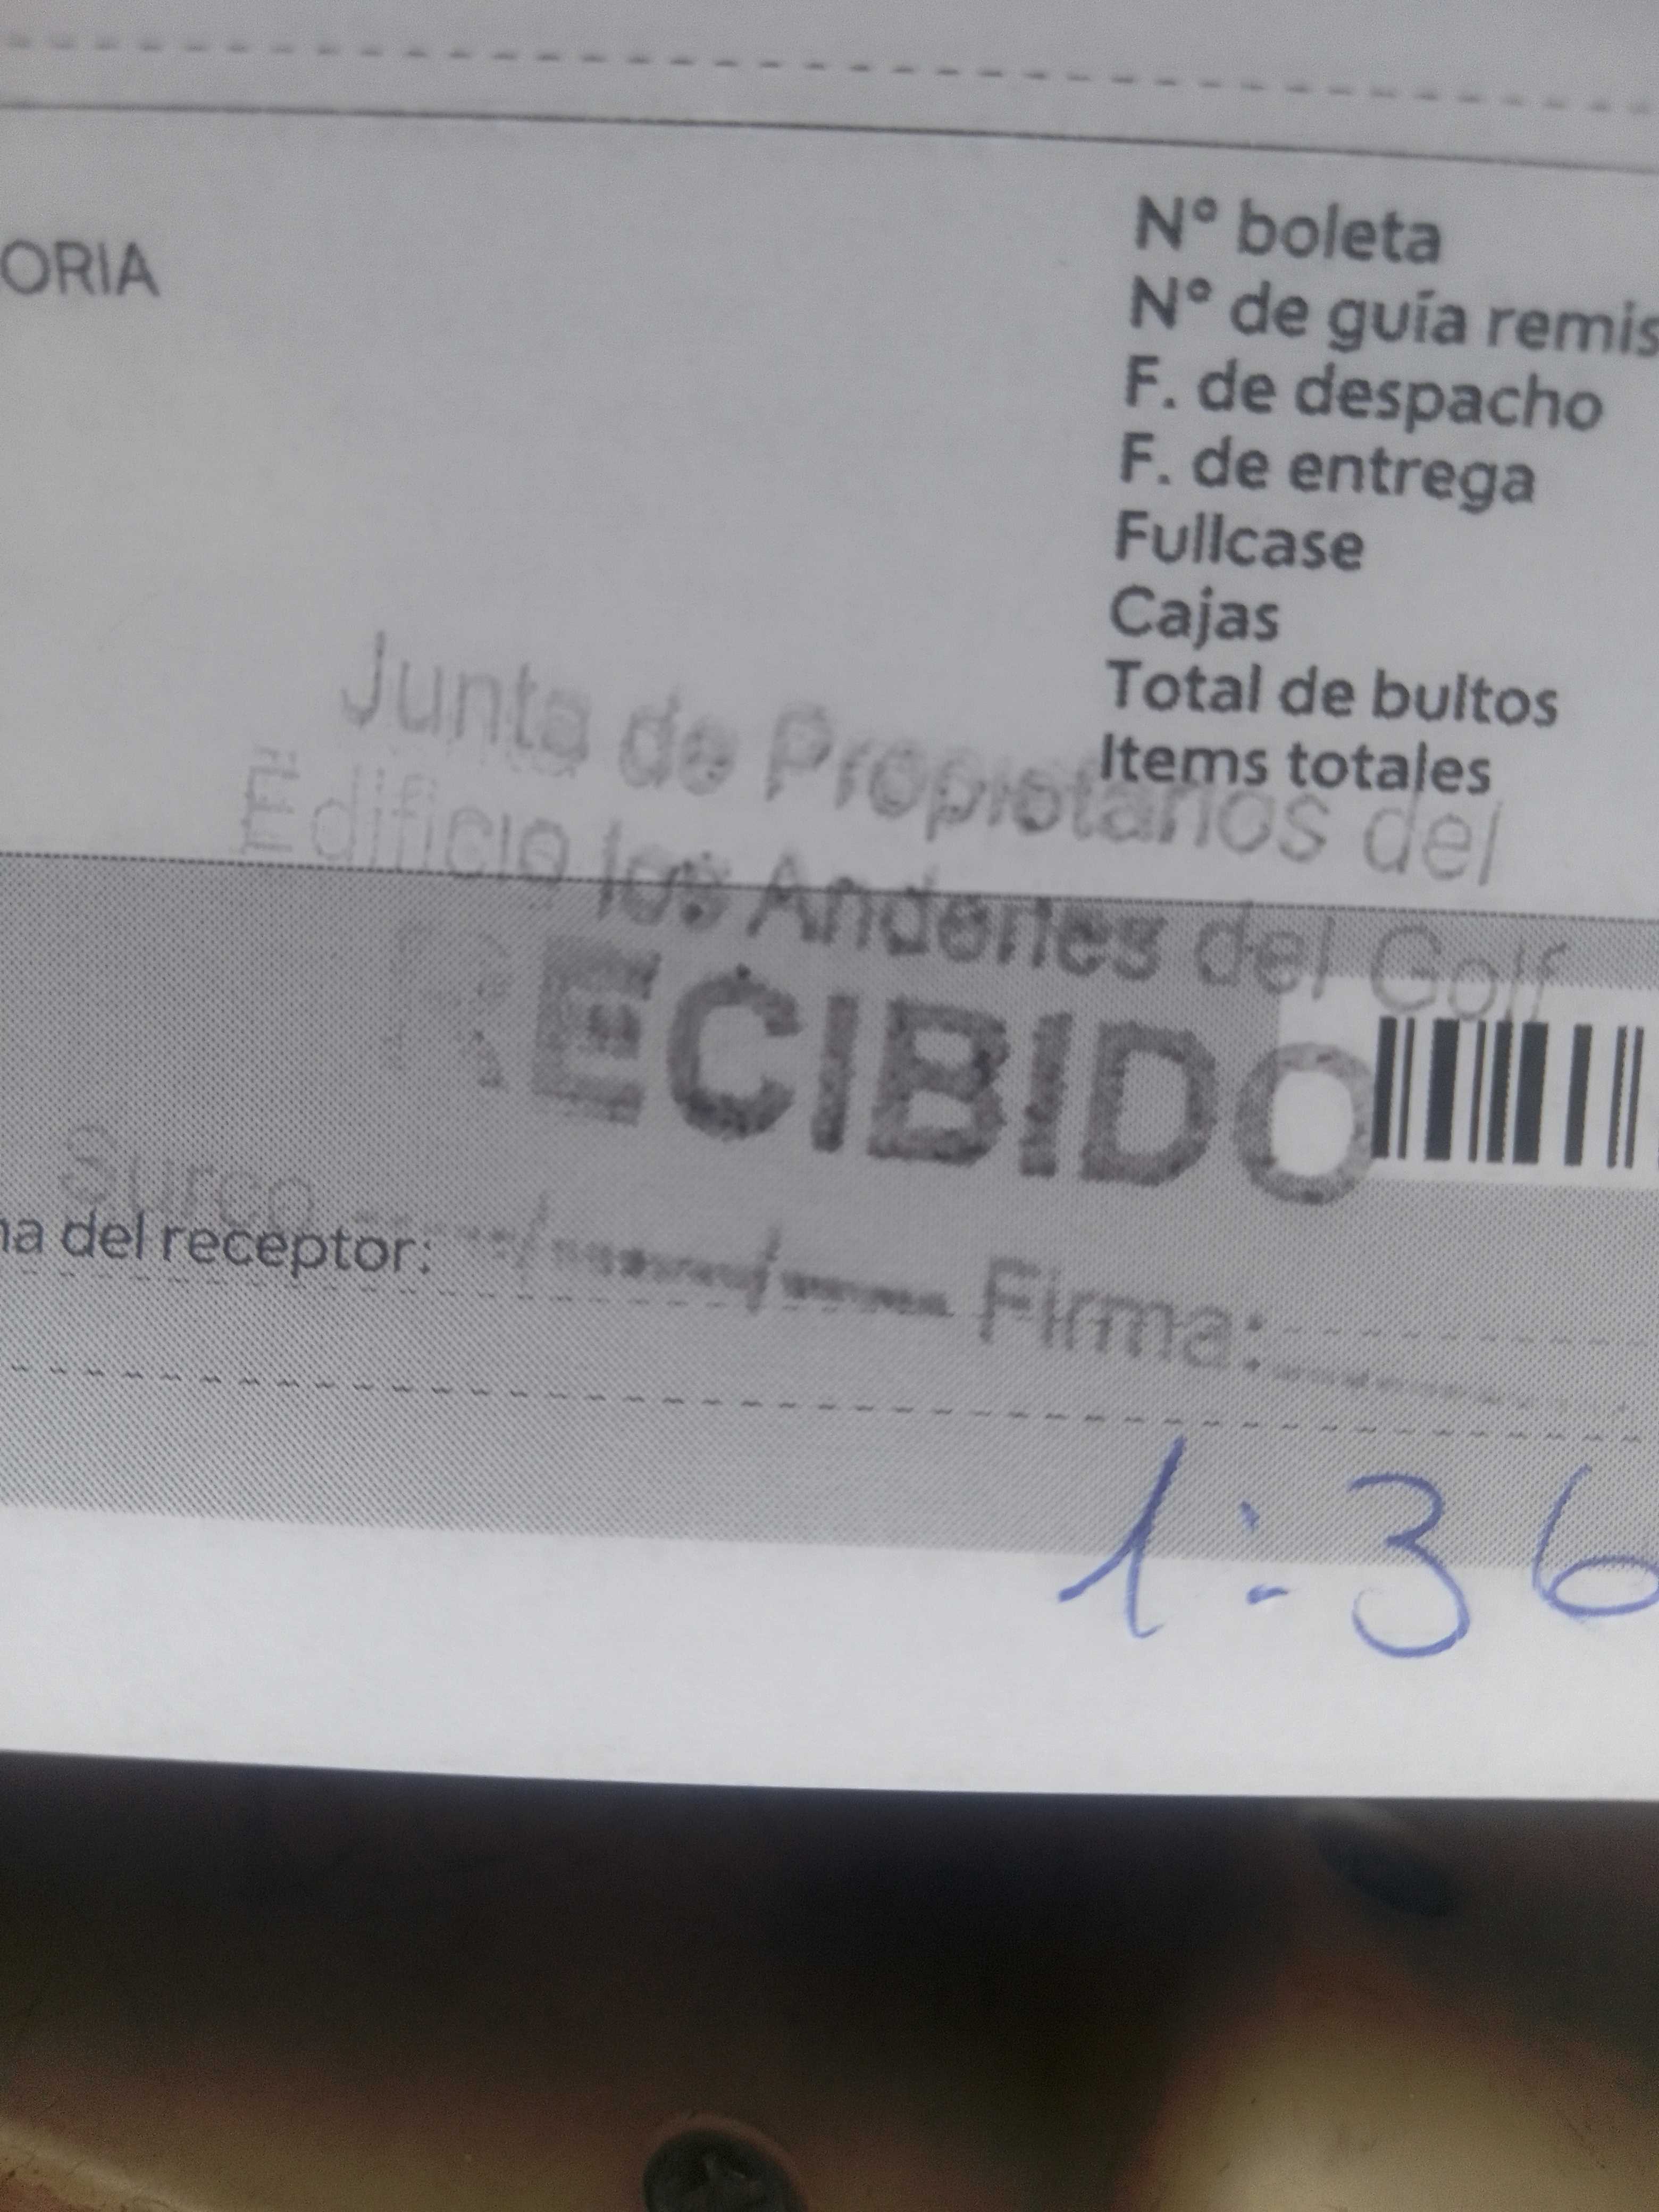 ORIA
N° boleta
N° de guía remis
F. de despacho
F. de entrega
Fullcase
Cajas
Total de bultos
Items totales
Junta de Propietarios del
Edificio los Andenes del Golf
RECIBIDO
Surco / / Firma:
na del receptor:
1:36